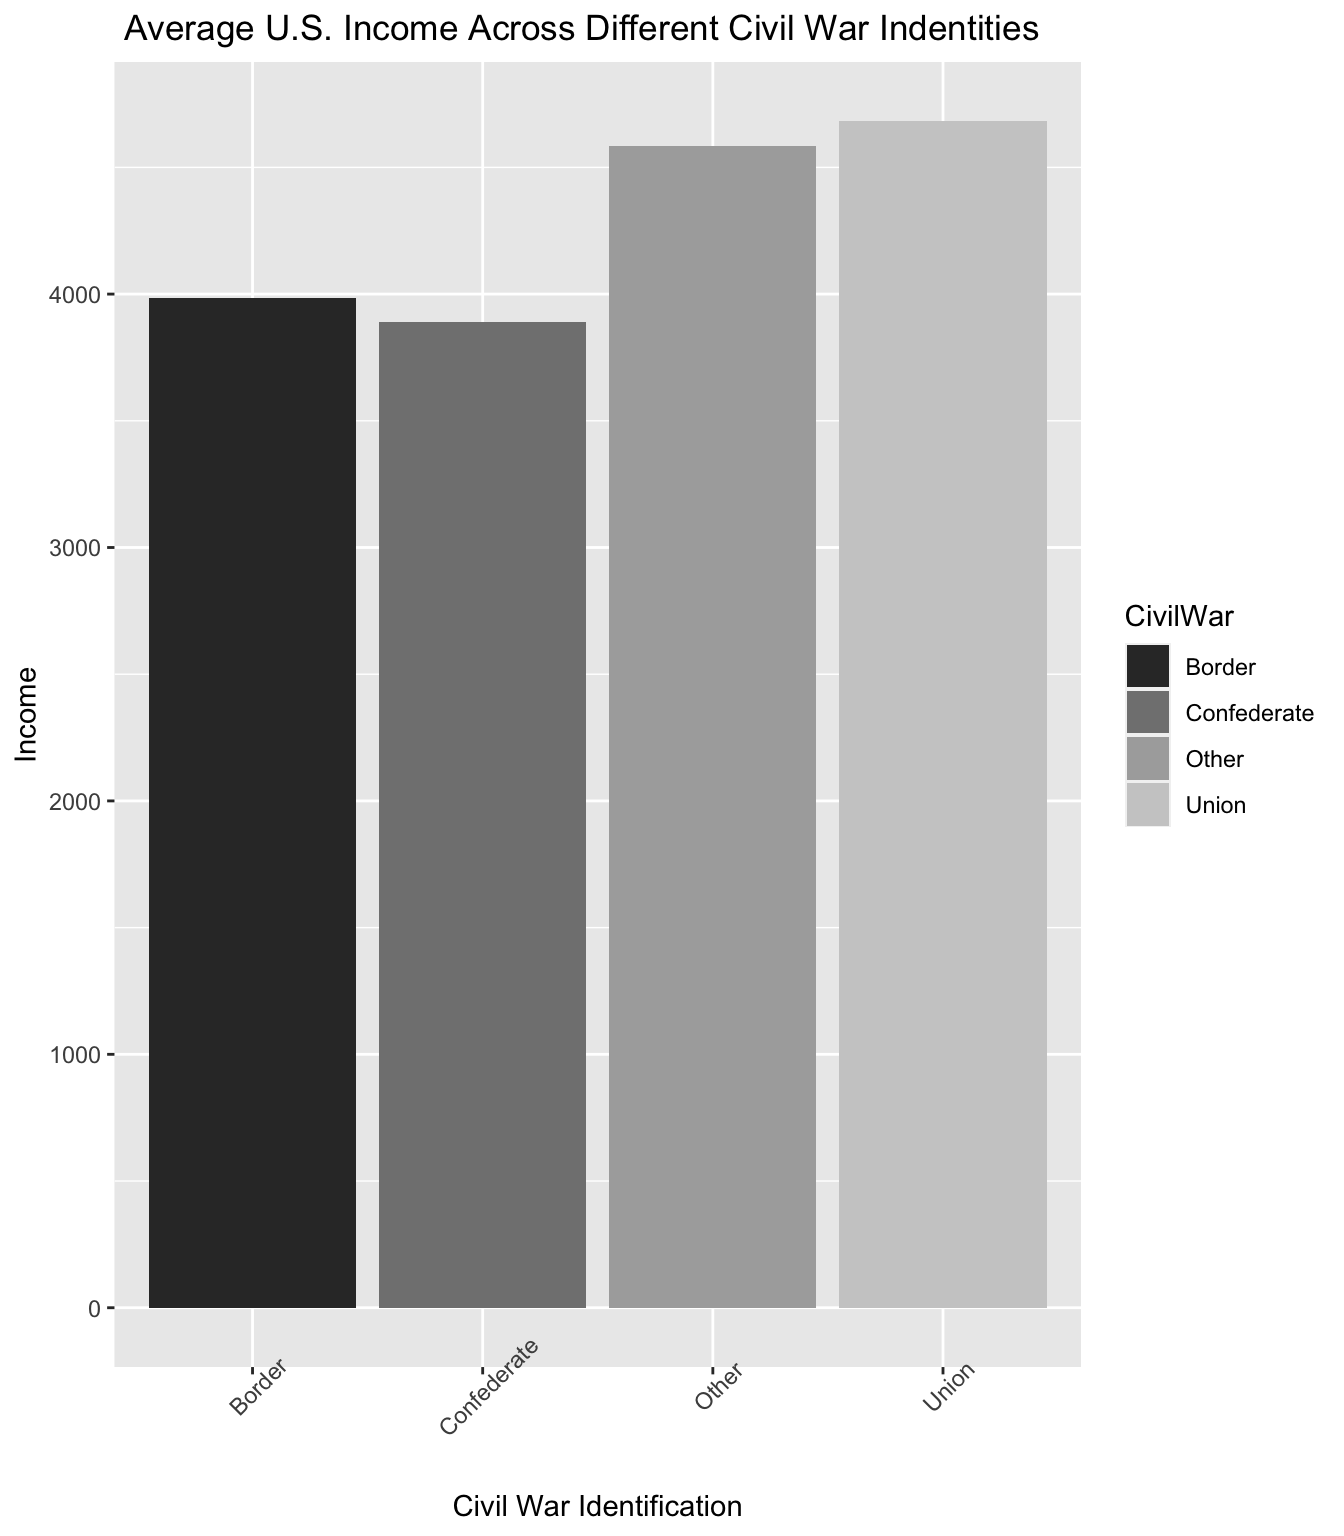 Average U.S. Income Across Different Civil War Indentities
4000
3000
2000
1000
0
Income
Border
Confederate
Other
Union
Civil War Identification
CivilWar
Border
Confederate
Other
Union